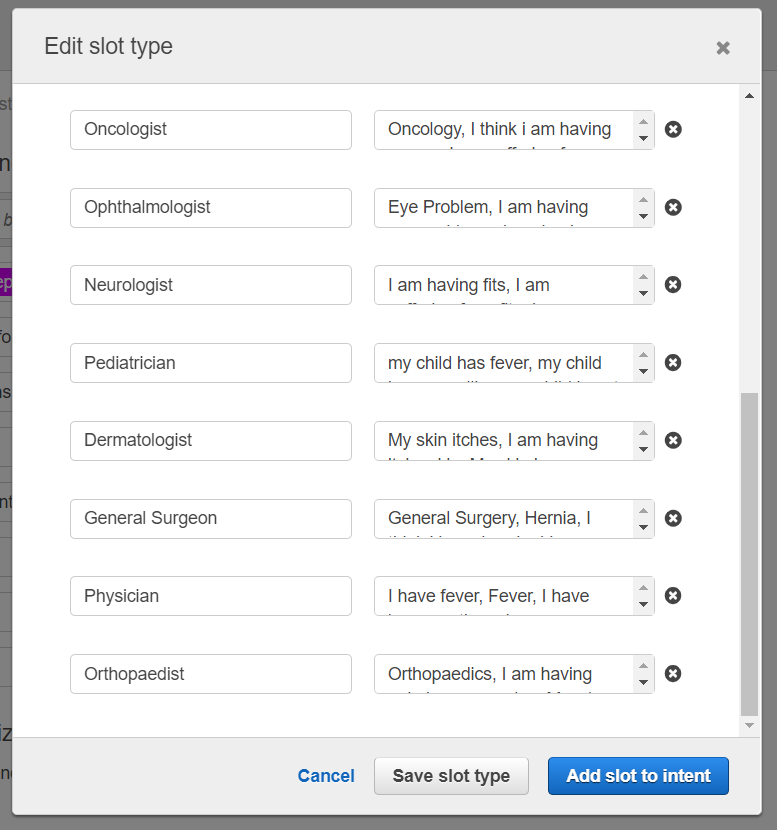 Edit slot type
Oncologist
Oncology, I think i am having
Ophthalmologist
Eye Problem, I am having
Neurologist
I am having fits, I am
Pediatrician
my child has fever, my child
Dermatologist
My skin itches, I am having
General Surgeon
General Surgery, Hernia, I
Physician
I have fever, Fever, I have
Orthopaedist
Orthopaedics, I am having
Cancel
Save slot type
Add slot to intent